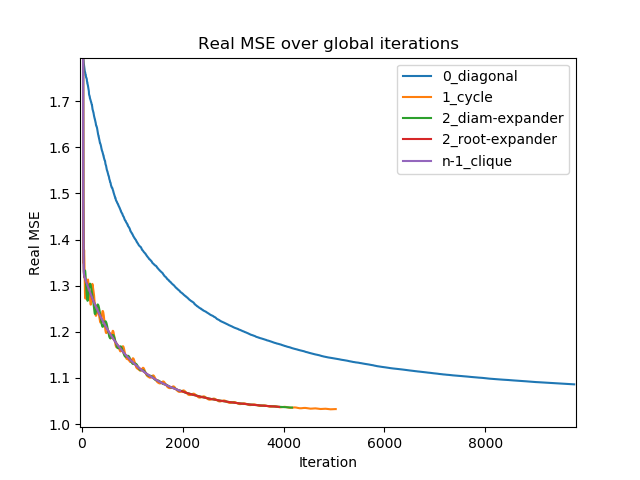 Real MSE over global iterations
0_diagonal
1_cycle
2_diam-expander
2_root-expander
n-1_clique
Real MSE
1.7
1.6
1.5
1.4
1.3
1.2
1.1
1.0
0 2000 4000 6000 8000
Iteration